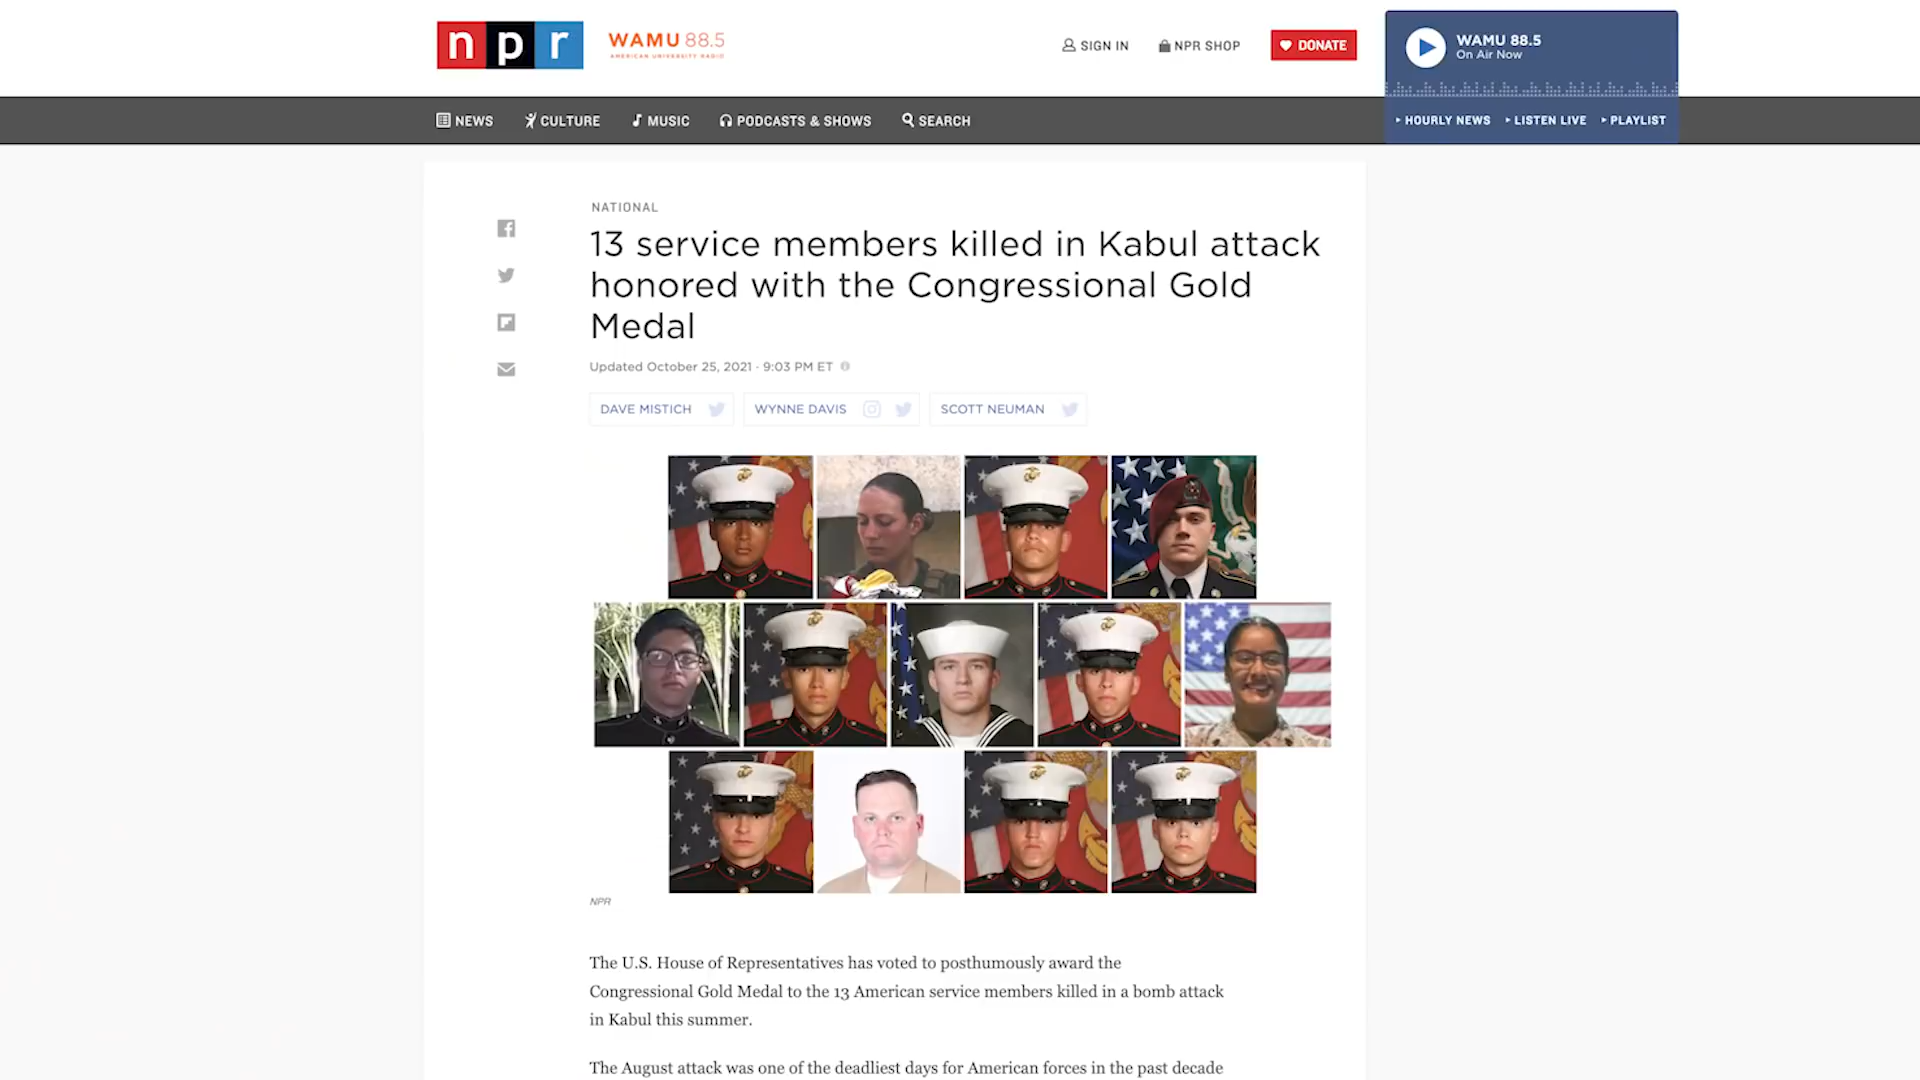 npr WAMU 88.5
AMERICAN UNIVERSITY RADIO
SIGN IN
NPR SHOP
DONATE
WAMU 88.5
On Air Now
NEWS
CULTURE
MUSIC
PODCASTS & SHOWS
SEARCH
HOURLY NEWS
LISTEN LIVE
PLAYLIST
NATIONAL
13 service members killed in Kabul attack
honored with the Congressional Gold
Medal
Updated October 25, 2021 · 9:03 PM ET
DAVE MISTICH
WYNNE DAVIS
SCOTT NEUMAN
NPR
The U.S. House of Representatives has voted to posthumously award the
Congressional Gold Medal to the 13 American service members killed in a bomb attack
in Kabul this summer.
The August attack was one of the deadliest days for American forces in the past decade